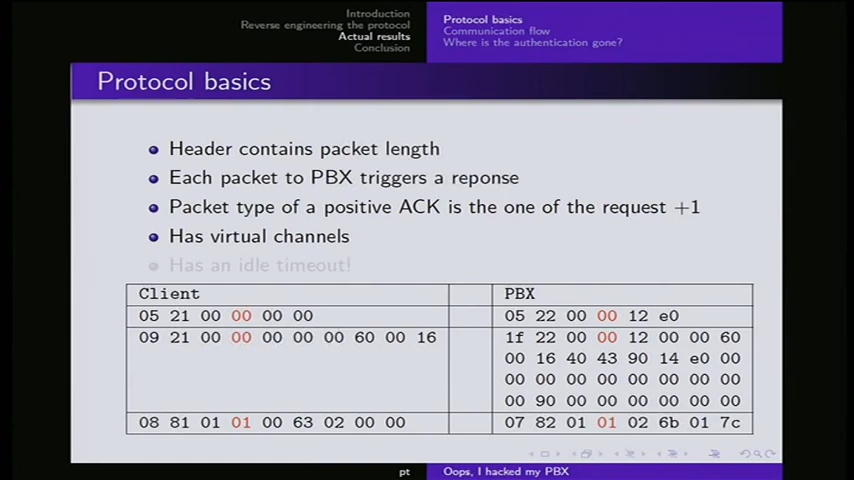 Introduction
Reverse engineering the protocol
Actual results
Conclusion
Protocol basics
Communication flow
Where is the authentication gone?
Protocol basics
Header contains packet length
Each packet to PBX triggers a reponse
Packet type of a positive ACK is the one of the request +1
Has virtual channels
Has an idle timeout!
Client PBX
05 21 00 00 00 00 05 22 00 00 12 e0
09 21 00 00 00 00 00 60 00 16 1f 22 00 00 12 00 00 60
00 16 40 43 90 14 e0 00
00 00 00 00 00 00 00 00
00 90 00 00 00 00 00 00
08 81 01 01 00 63 02 00 00 07 82 01 01 02 6b 01 7c
pt Oops, I hacked my PBX